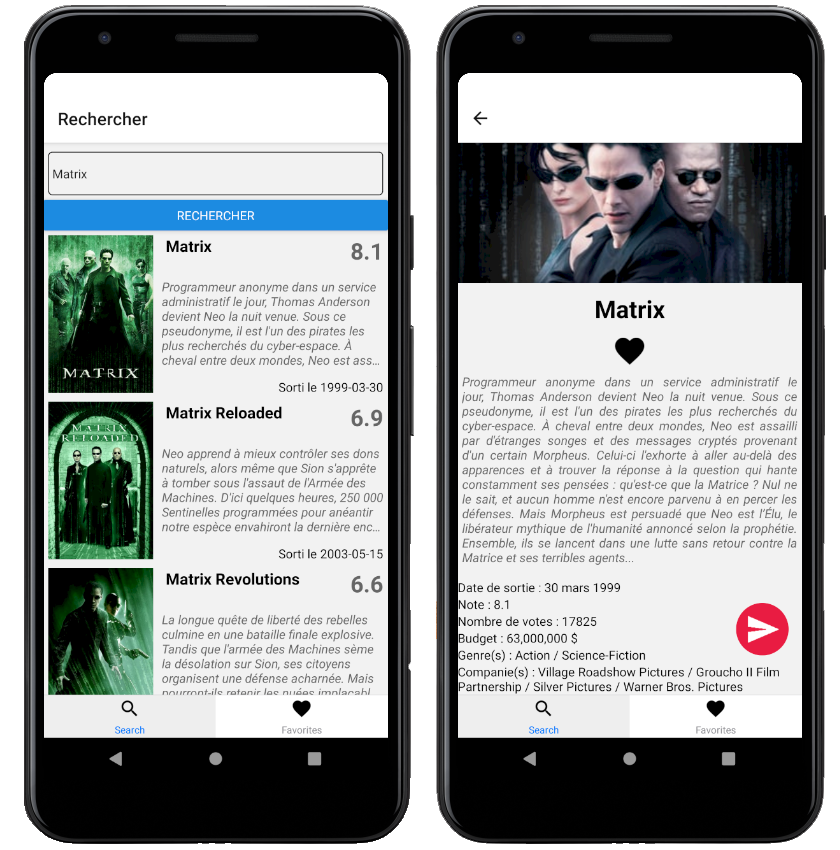 Rechercher
Matrix
RECHERCHER
MATRIX
Matrix
8.1
Programmeur anonyme dans un service
administratif le jour, Thomas Anderson
devient Neo la nuit venue. Sous ce
pseudonyme, il est l'un des pirates les
plus recherchés du cyber-espace. À
cheval entre deux mondes, Neo est ass...
Sorti le 1999-03-30
MATRIX
RELOADED
Matrix Reloaded
6.9
Neo apprend à mieux contrôler ses dons
naturels, alors même que Sion s'apprête
à tomber sous l'assaut de l'Armée des
Machines. D'ici quelques heures, 250 000
Sentinelles programmées pour anéantir
notre espèce envahiront la dernière enc...
Sorti le 2003-05-15
Matrix Revolutions
6.6
La longue quête de liberté des rebelles
culmine en une bataille finale explosive.
Tandis que l'armée des Machines sème
la désolation sur Sion, ses citoyens
organisent une défense acharnée. Mais
pourront-ils retenir les nuées implacabl
Search
Favorites
Matrix
Programmeur anonyme dans un service administratif le
jour, Thomas Anderson devient Neo la nuit venue. Sous ce
pseudonyme, il est l'un des pirates les plus recherchés du
cyber-espace. À cheval entre deux mondes, Neo est assailli
par d'étranges songes et des messages cryptés provenant
d'un certain Morpheus. Celui-ci l'exhorte à aller au-delà des
apparences et à trouver la réponse à la question qui hante
constamment ses pensées : qu'est-ce que la Matrice ? Nul ne
le sait, et aucun homme n'est encore parvenu à en percer les
défenses. Mais Morpheus est persuadé que Neo est l'Élu, le
libérateur mythique de l'humanité annoncé selon la prophétie.
Ensemble, ils se lancent dans une lutte sans retour contre la
Matrice et ses terribles agents...
Date de sortie : 30 mars 1999
Note : 8.1
Nombre de votes : 17825
Budget : 63,000,000 $
Genre(s) : Action / Science-Fiction
Companie(s) : Village Roadshow Pictures / Groucho II Film
Partnership / Silver Pictures / Warner Bros. Pictures
Search
Favorites